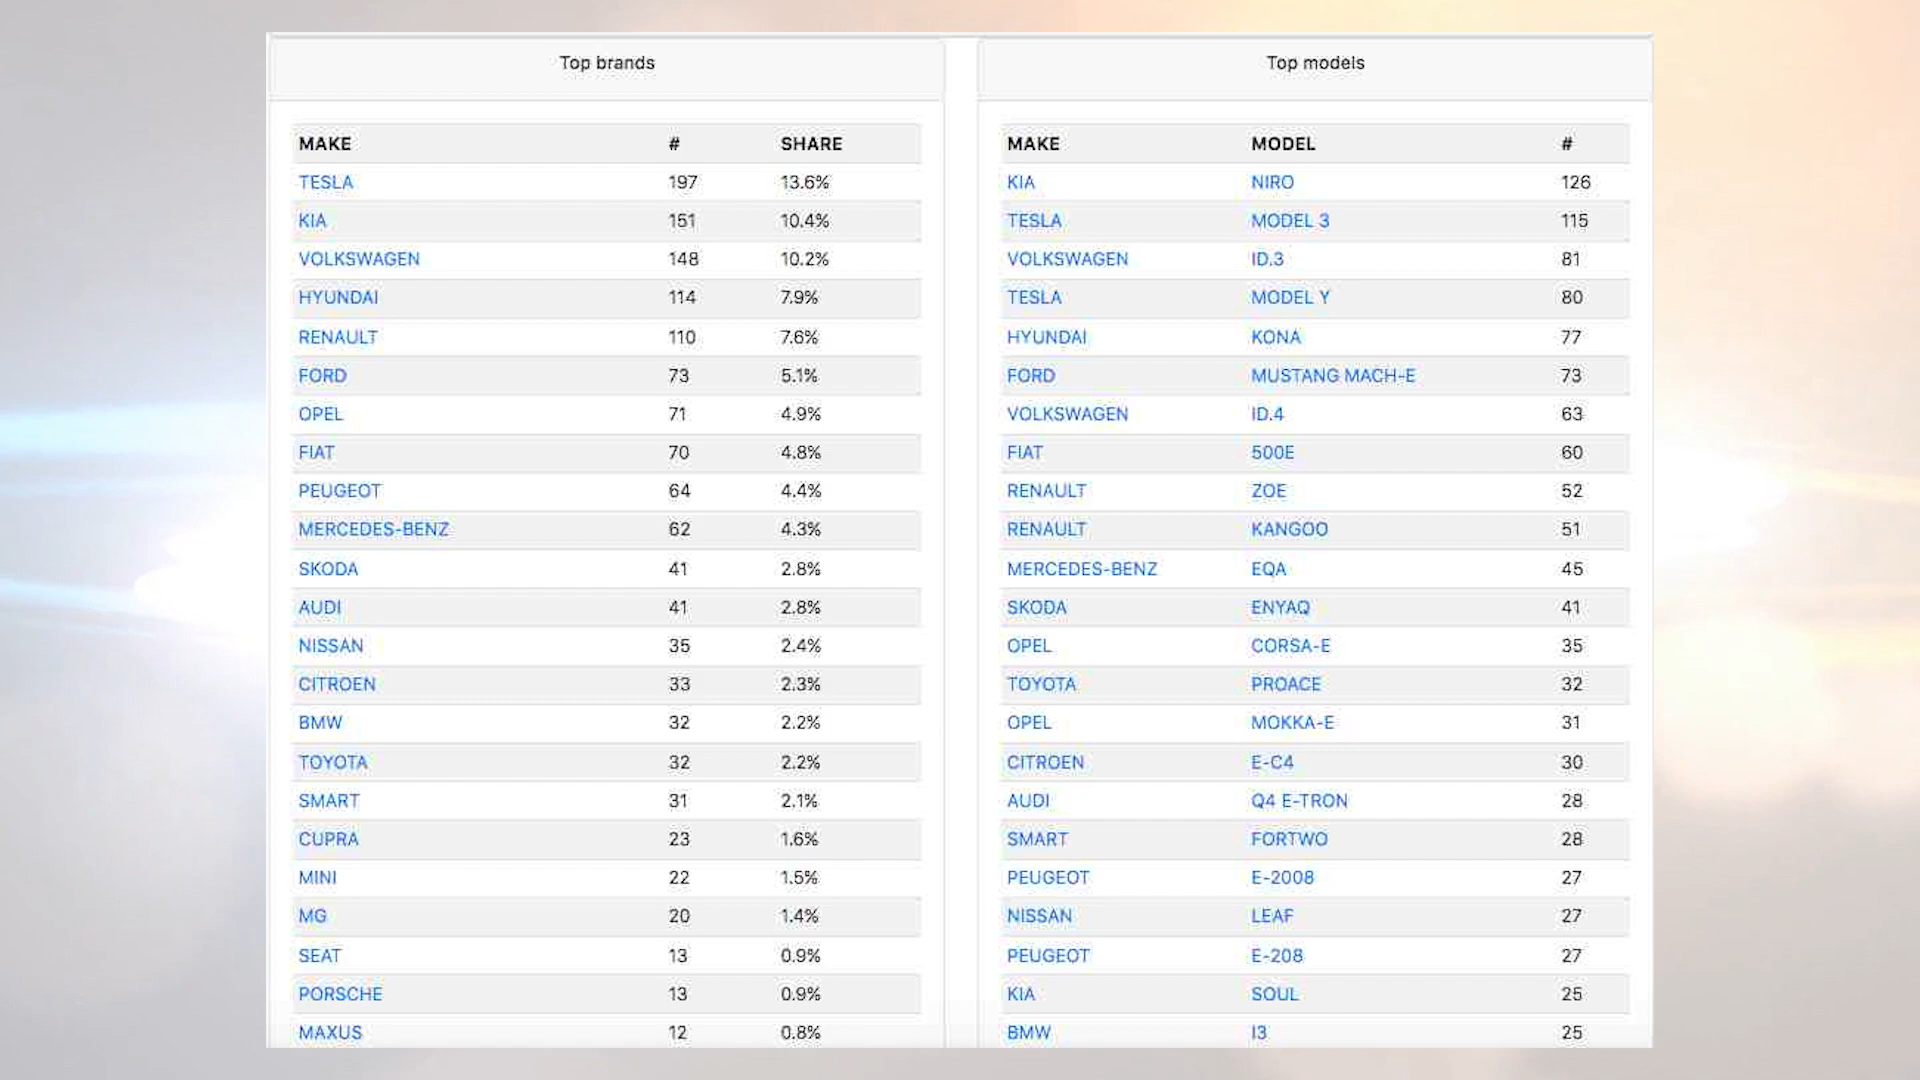 Top brands
MAKE # SHARE
TESLA 197 13.6%
KIA 151 10.4%
VOLKSWAGEN 148 10.2%
HYUNDAI 114 7.9%
RENAULT 110 7.6%
FORD 73 5.1%
OPEL 71 4.9%
FIAT 70 4.8%
PEUGEOT 64 4.4%
MERCEDES-BENZ 62 4.3%
SKODA 41 2.8%
AUDI 41 2.8%
NISSAN 35 2.4%
CITROEN 33 2.3%
BMW 32 2.2%
TOYOTA 32 2.2%
SMART 31 2.1%
CUPRA 23 1.6%
MINI 22 1.5%
MG 20 1.4%
SEAT 13 0.9%
PORSCHE 13 0.9%
MAXUS 12 0.8%
Top models
MAKE MODEL #
KIA NIRO 126
TESLA MODEL 3 115
VOLKSWAGEN ID.3 81
TESLA MODEL Y 80
HYUNDAI KONA 77
FORD MUSTANG MACH-E 73
VOLKSWAGEN ID.4 63
FIAT 500E 60
RENAULT ZOE 52
RENAULT KANGOO 51
MERCEDES-BENZ EQA 45
SKODA ENYAQ 41
OPEL CORSA-E 35
TOYOTA PROACE 32
OPEL MOKKA-E 31
CITROEN E-C4 30
AUDI Q4 E-TRON 28
SMART FORTWO 28
PEUGEOT E-2008 27
NISSAN LEAF 27
PEUGEOT E-208 27
KIA SOUL 25
BMW I3 25